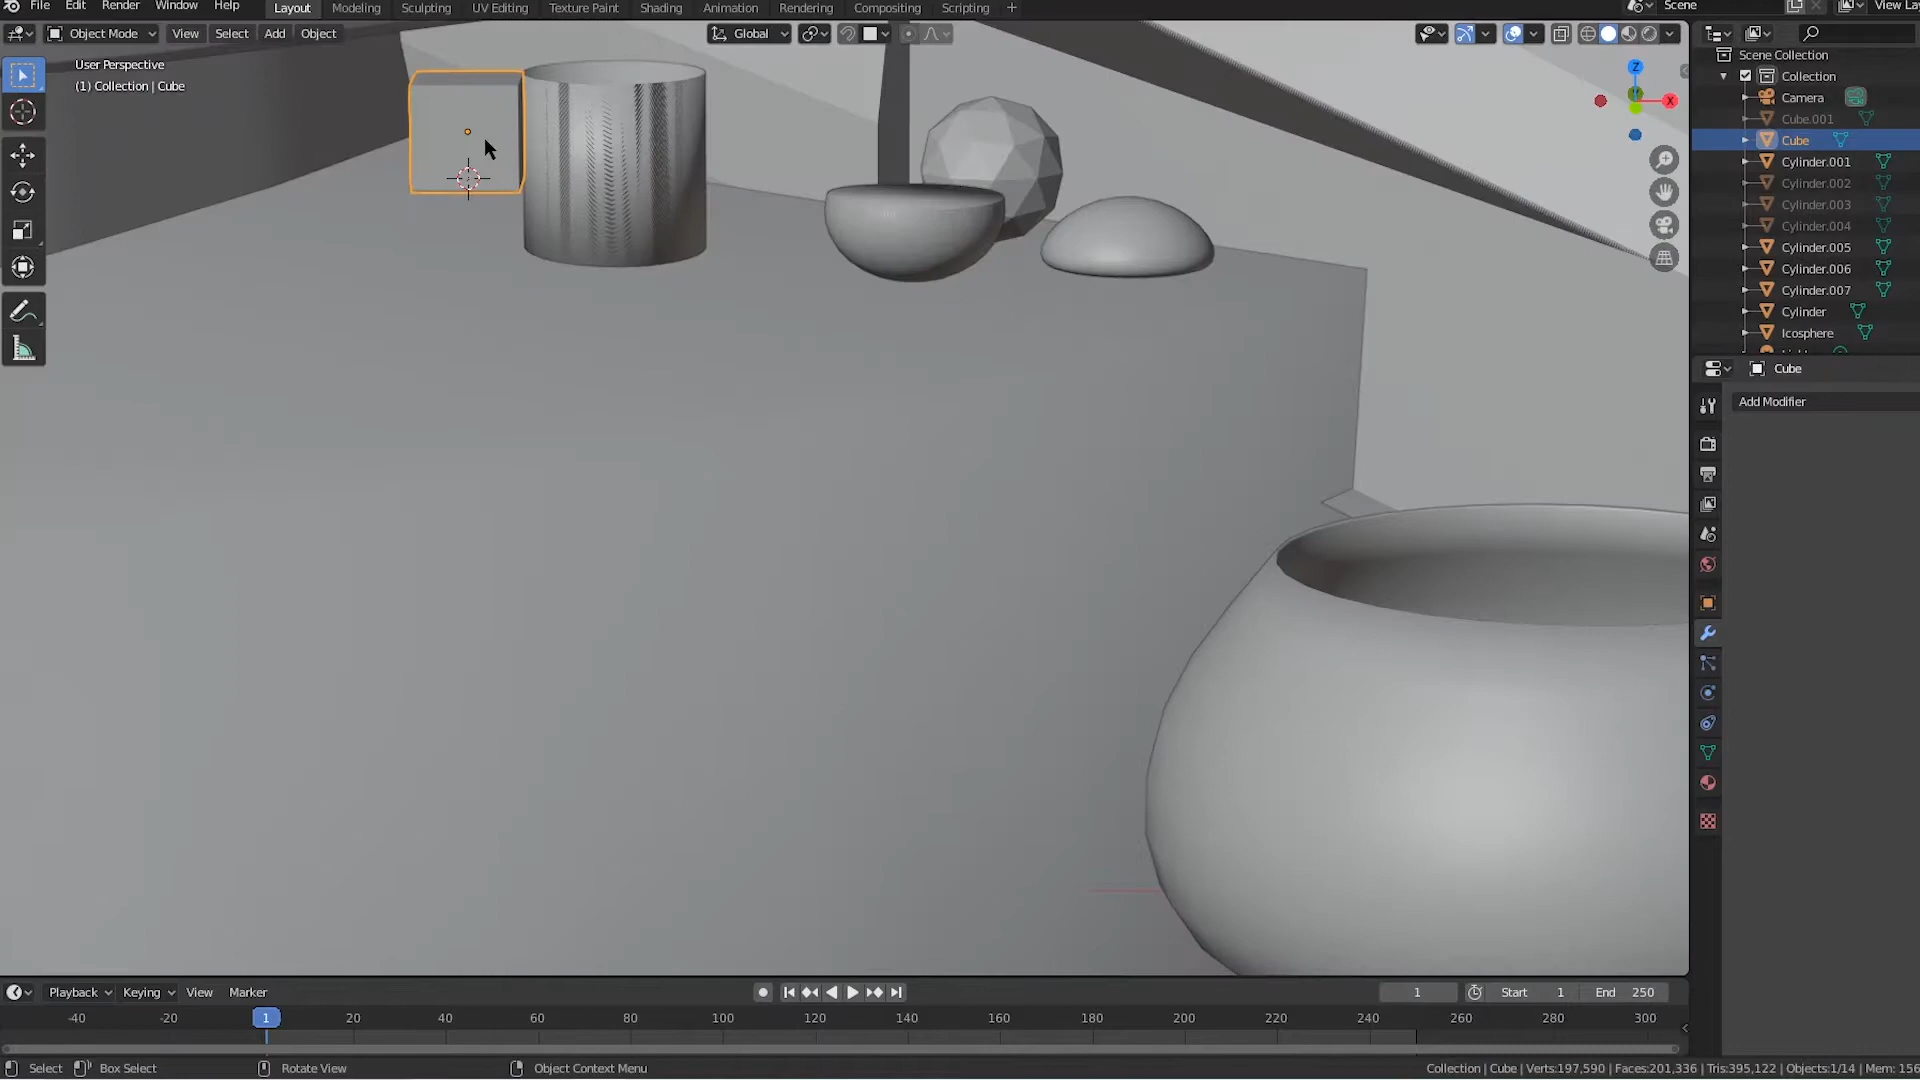 File Edit Render Window Help Layout Modeling Sculpting UV Editing Texture Paint Shading Animation Rendering Compositing Scripting + Scene View Lay
Object Mode View Select Add Object Global
User Perspective
(1) Collection | Cube
Z
X
Scene Collection
Collection
Camera
Cube.001
Cube
Cylinder.001
Cylinder.002
Cylinder.003
Cylinder.004
Cylinder.005
Cylinder.006
Cylinder.007
Cylinder
Icosphere
Cube
Add Modifier
Playback Keying View Marker 1 Start 1 End 250
-40 -20 1 20 40 60 80 100 120 140 160 180 200 220 240 260 280 300
Select Box Select Rotate View Object Context Menu Collection | Cube | Verts:197,590 | Faces:201,336 | Tris:395,122 | Objects:1/14 | Mem: 156